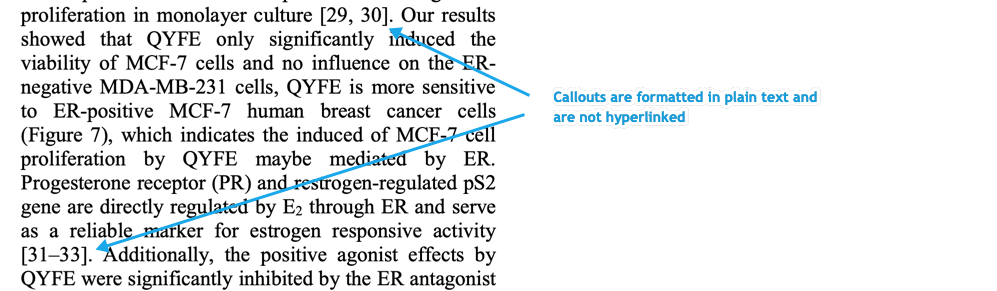 proliferation in monolayer culture [29, 30]. Our results
showed that QYFE only significantly induced the
viability of MCF-7 cells and no influence on the ER-
negative MDA-MB-231 cells, QYFE is more sensitive
to ER-positive MCF-7 human breast cancer cells
(Figure 7), which indicates the induced of MCF-7 cell
proliferation by QYFE maybe mediated by ER.
Progesterone receptor (PR) and restrogen-regulated pS2
gene are directly regulated by E₂ through ER and serve
as a reliable marker for estrogen responsive activity
[31–33]. Additionally, the positive agonist effects by
QYFE were significantly inhibited by the ER antagonist
Callouts are formatted in plain text and
are not hyperlinked